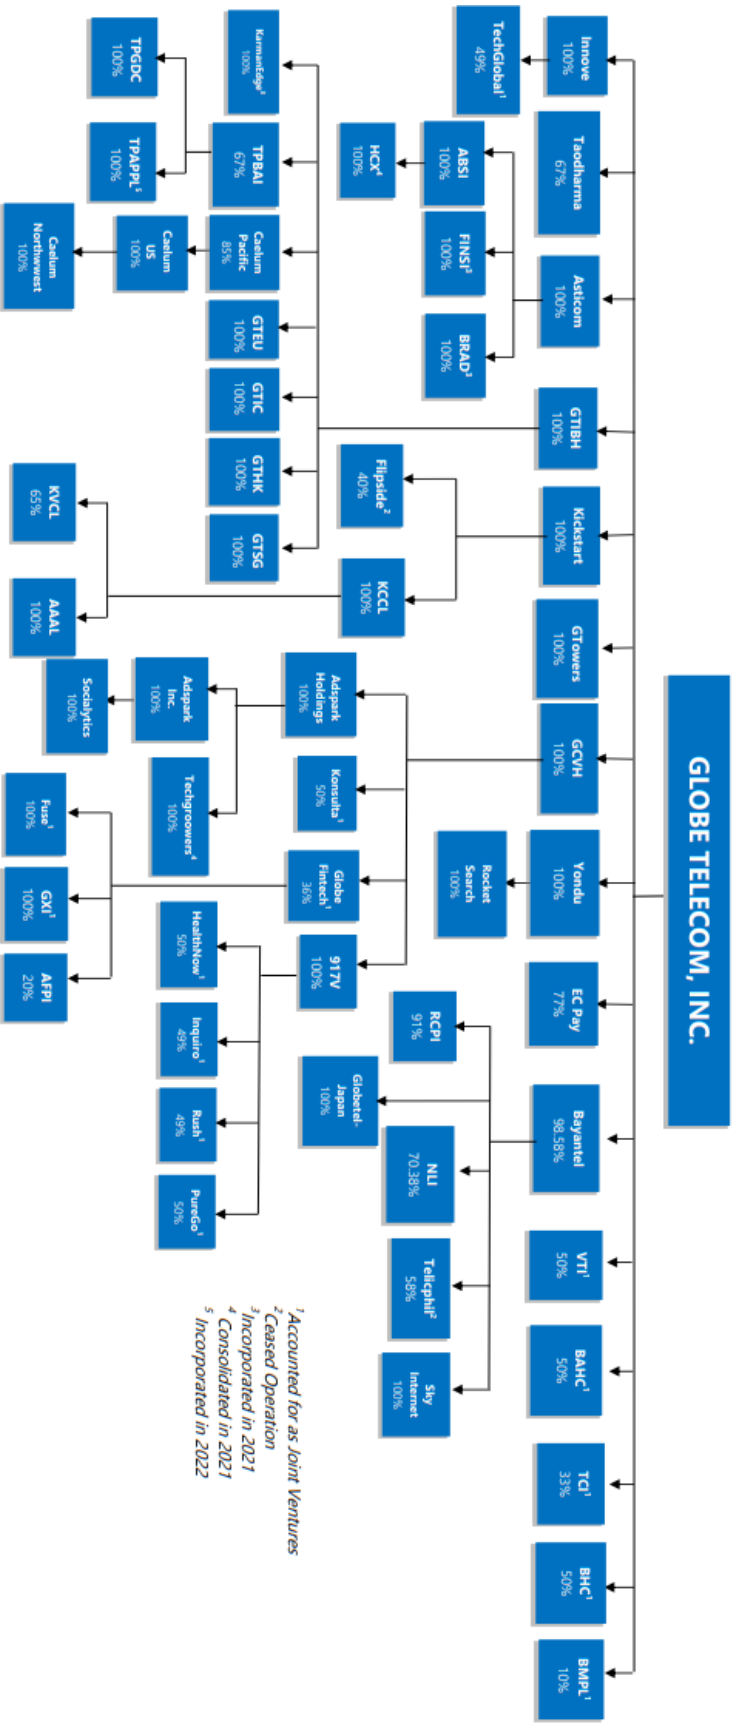 GLOBE TELECOM, INC.
Innove
100%
Taodharma
67%
Asticom
100%
GTIBH
100%
Kickstart
100%
GTowers
100%
GCVH
100%
Yondu
100%
EC Pay
77%
Bayantel
98.58%
VTI¹
50%
BAHC¹
50%
TCI¹
33%
BHC¹
50%
BMPL¹
10%
TechGlobal¹
49%
ABSI
100%
FINSI³
100%
BRAD³
100%
HCX⁴
100%
Flipside²
40%
KCCL
100%
Rocket
Search
100%
RCPI
91%
Globetel-
Japan
100%
NLI
70.38%
Telicphil²
58%
Sky
Internet
100%
KarmanEdge³
100%
TPBAI
67%
Caelum
Pacific
85%
GTEU
100%
GTIC
100%
GTHK
100%
GTSG
100%
Adspark
Holdings
100%
Konsulta¹
50%
Globe
Fintech¹
36%
917V
100%
TPGDC
100%
TPAPPL⁵
100%
Caelum
US
100%
Caelum
Northwwest
100%
KVCL
65%
AAAL
100%
Adspark
Inc.
100%
Techgroowers⁴
100%
Socialytics
100%
HealthNow¹
50%
Inquiro¹
49%
Rush¹
49%
PureGo¹
50%
Fuse¹
100%
GXI¹
100%
AFPI
20%
¹ Accounted for as Joint Ventures
² Ceased Operation
³ Incorporated in 2021
⁴ Consolidated in 2021
⁵ Incorporated in 2022